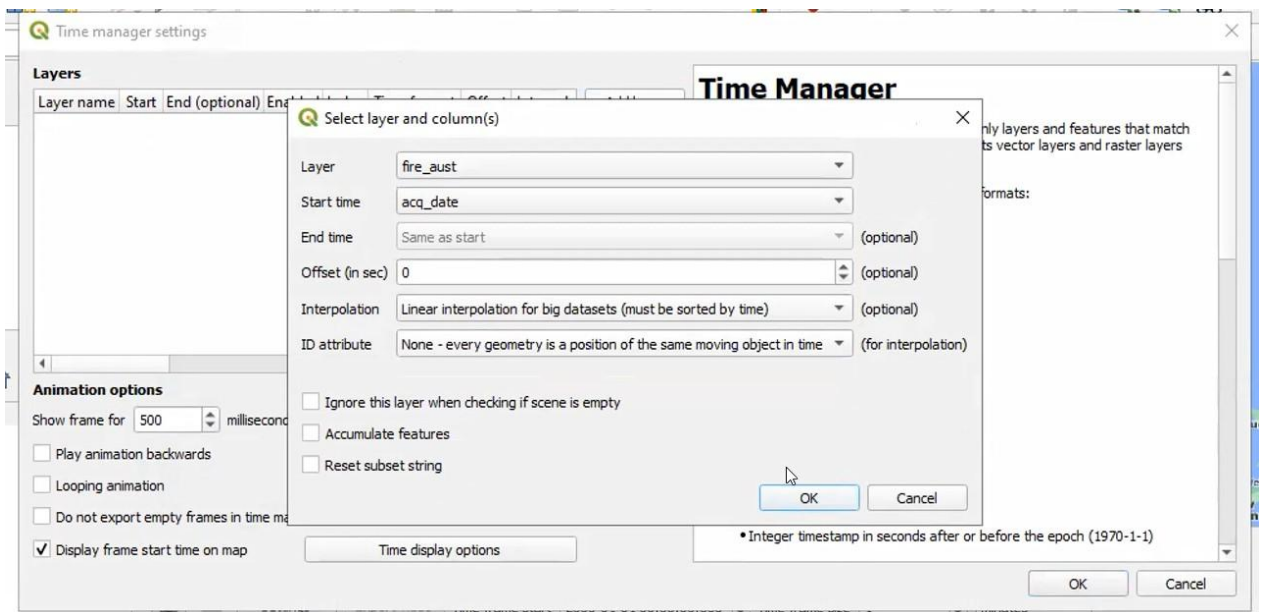 Time manager settings
Layers
Layer name Start End (optional)
Time Manager
Select layer and column(s)
only layers and features that match
vector layers and raster layers
formats:
Layer fire_aust
Start time acq_date
End time Same as start (optional)
Offset (in sec) 0 (optional)
Interpolation Linear interpolation for big datasets (must be sorted by time) (optional)
ID attribute None - every geometry is a position of the same moving object in time (for interpolation)
Ignore this layer when checking if scene is empty
Accumulate features
Reset subset string
OK Cancel
Animation options
Show frame for 500
Play animation backwards
Looping animation
Do not export empty frames in time
Display frame start time on map
Time display options
•Integer timestamp in seconds after or before the epoch (1970-1-1)
OK Cancel